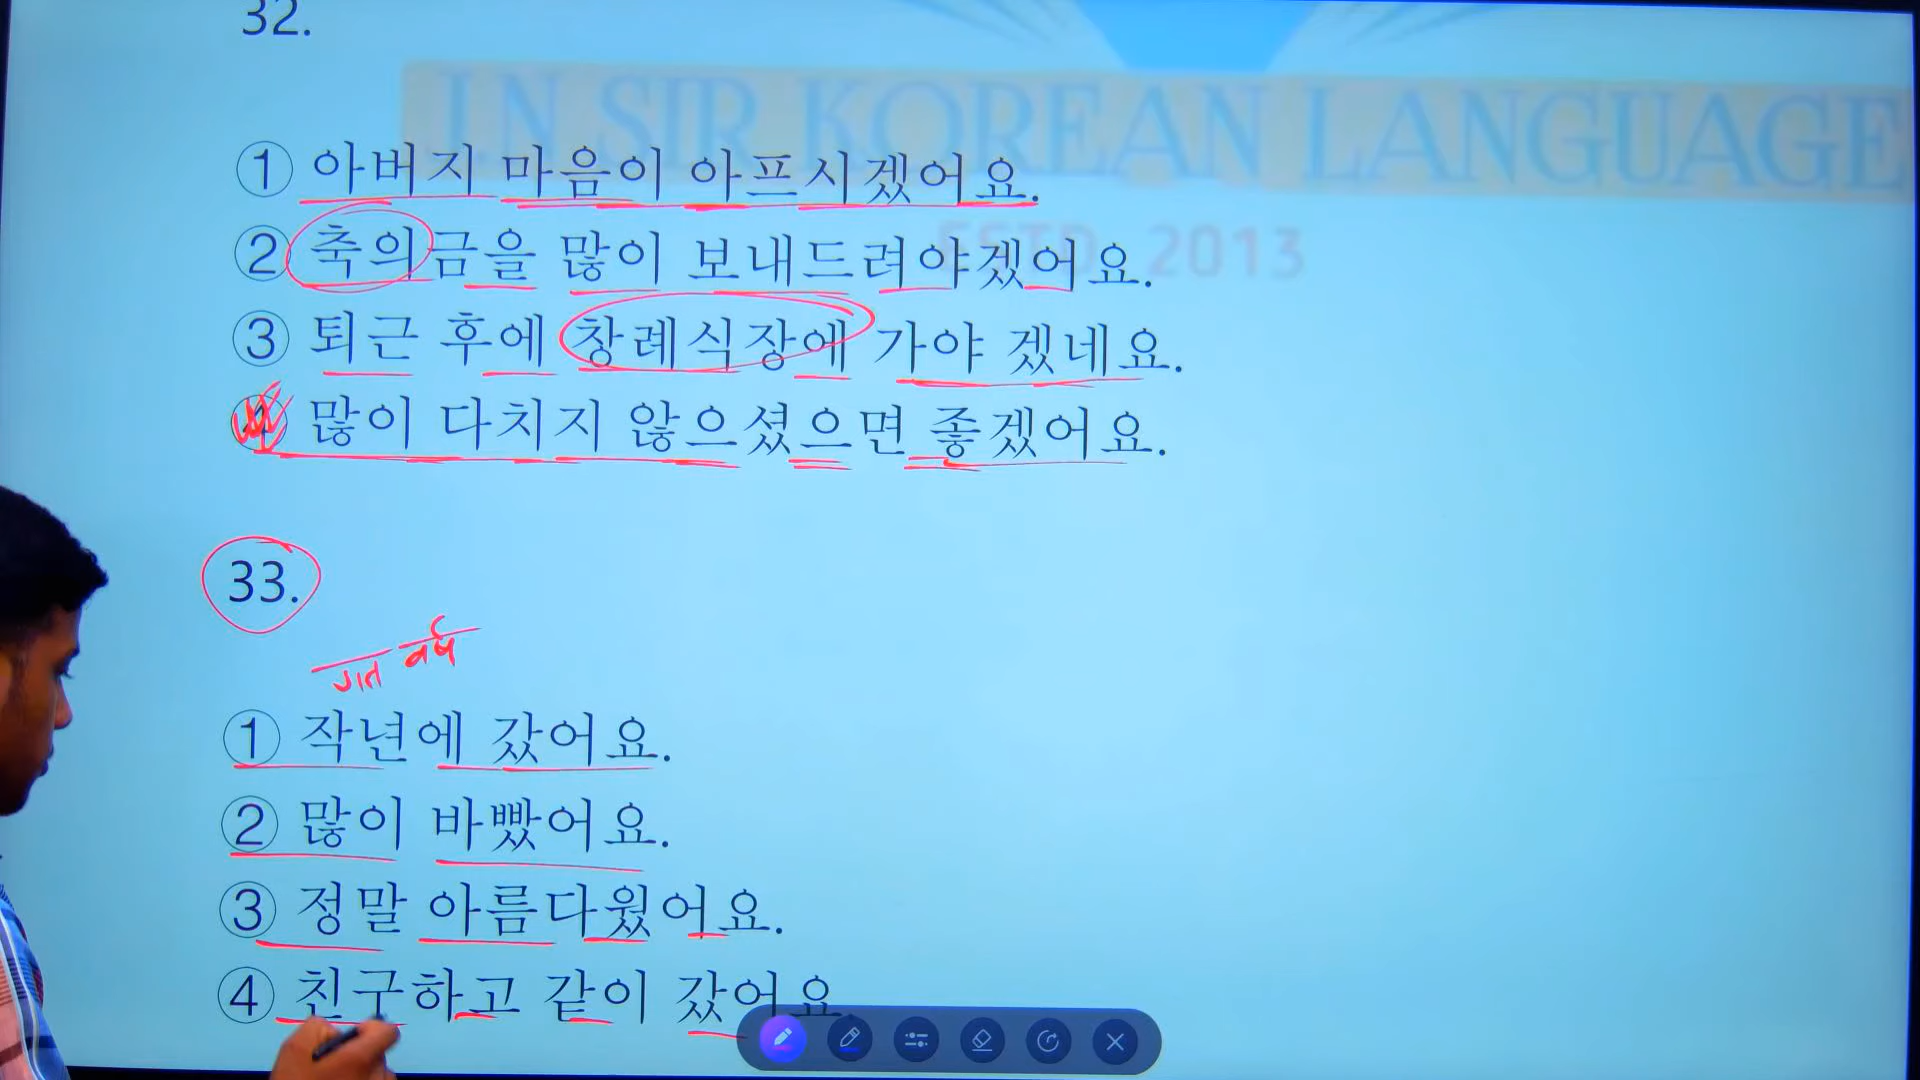 32.
I.N SIR KOREAN LANGUAGE
ESTD 2013
① 아버지 마음이 아프시겠어요.
② 축의금을 많이 보내드려야겠어요.
③ 퇴근 후에 창례식장에 가야 겠네요.
④ 많이 다치지 않으셨으면 좋겠어요.
33.
गत वर्ष
① 작년에 갔어요.
② 많이 바빴어요.
③ 정말 아름다웠어요.
④ 친구하고 같이 갔어요